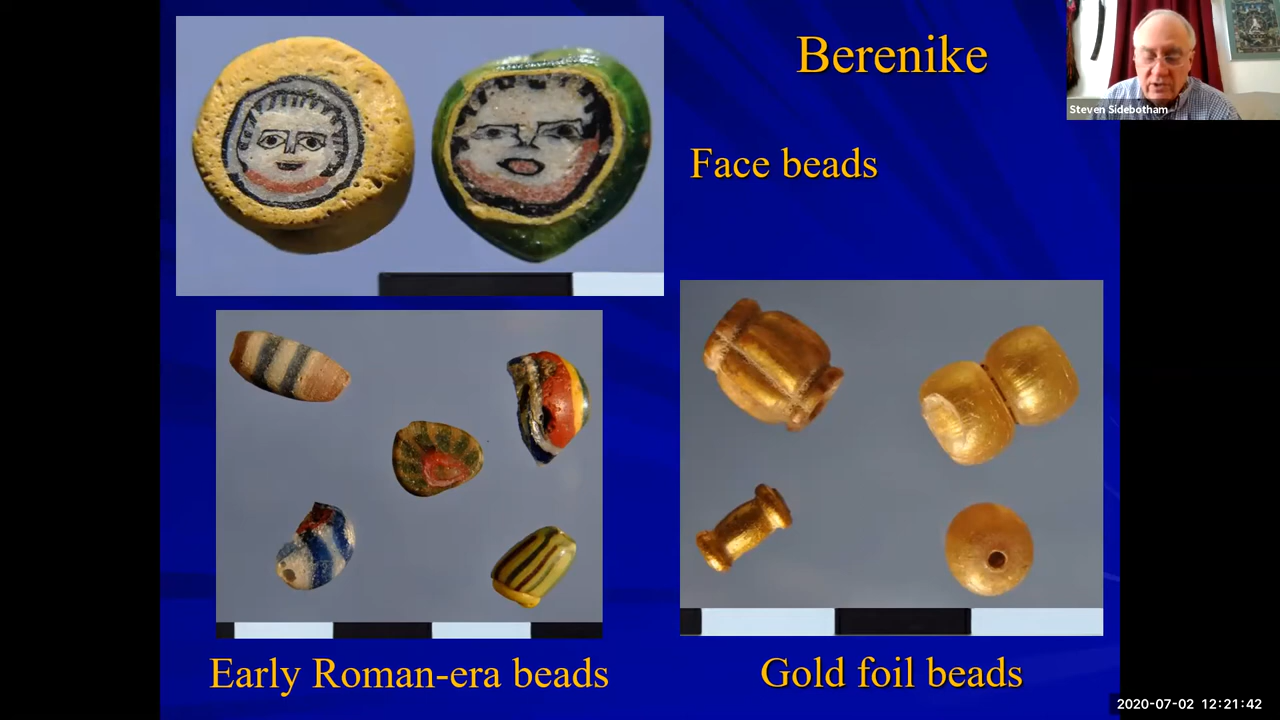 Berenike
Steven Sidebotham
Face beads
Early Roman-era beads
Gold foil beads
2020-07-02 12:21:42